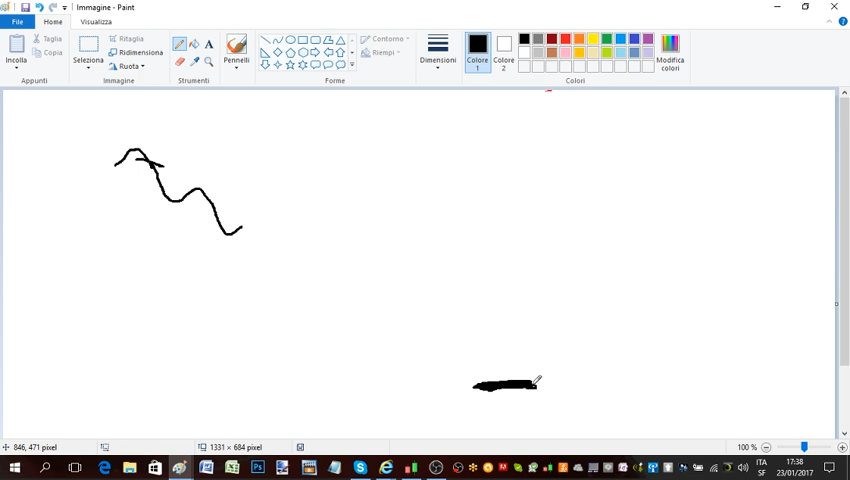 Immagine - Paint
File Home Visualizza
Incolla
Taglia
Copia
Appunti
Seleziona
Ritaglia
Ridimensiona
Ruota
Immagine
A
Strumenti
Pennelli
Contorno
Riempi
Forme
Dimensioni
Colore 1
Colore 2
Modifica colori
Colori
846, 471 pixel
1331 × 684 pixel
100 %
ITA
SF
17:38
23/01/2017